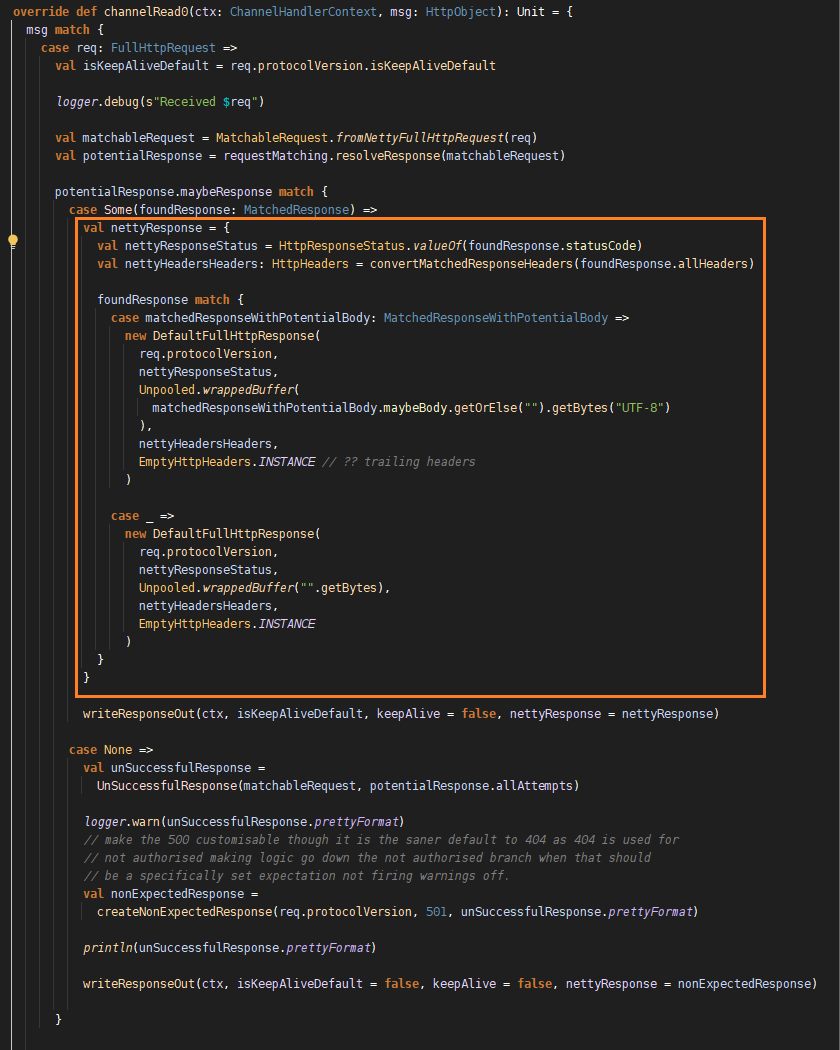 override def channelRead0(ctx: ChannelHandlerContext, msg: HttpObject): Unit = {
msg match {
case req: FullHttpRequest =>
val isKeepAliveDefault = req.protocolVersion.isKeepAliveDefault
logger.debug(s"Received $req")
val matchableRequest = MatchableRequest.fromNettyFullHttpRequest(req)
val potentialResponse = requestMatching.resolveResponse(matchableRequest)
potentialResponse.maybeResponse match {
case Some(foundResponse: MatchedResponse) =>
val nettyResponse = {
val nettyResponseStatus = HttpResponseStatus.valueOf(foundResponse.statusCode)
val nettyHeadersHeaders: HttpHeaders = convertMatchedResponseHeaders(foundResponse.allHeaders)
foundResponse match {
case matchedResponseWithPotentialBody: MatchedResponseWithPotentialBody =>
new DefaultFullHttpResponse(
req.protocolVersion,
nettyResponseStatus,
Unpooled.wrappedBuffer(
matchedResponseWithPotentialBody.maybeBody.getOrElse("").getBytes("UTF-8")
),
nettyHeadersHeaders,
EmptyHttpHeaders.INSTANCE // ?? trailing headers
)
case _ =>
new DefaultFullHttpResponse(
req.protocolVersion,
nettyResponseStatus,
Unpooled.wrappedBuffer("".getBytes),
nettyHeadersHeaders,
EmptyHttpHeaders.INSTANCE
)
}
}
writeResponseOut(ctx, isKeepAliveDefault, keepAlive = false, nettyResponse = nettyResponse)
case None =>
val unSuccessfulResponse =
UnSuccessfulResponse(matchableRequest, potentialResponse.allAttempts)
logger.warn(unSuccessfulResponse.prettyFormat)
// make the 500 customisable though it is the saner default to 404 as 404 is used for
// not authorised making logic go down the not authorised branch when that should
// be a specifically set expectation not firing warnings off.
val nonExpectedResponse =
createNonExpectedResponse(req.protocolVersion, 501, unSuccessfulResponse.prettyFormat)
println(unSuccessfulResponse.prettyFormat)
writeResponseOut(ctx, isKeepAliveDefault = false, keepAlive = false, nettyResponse = nonExpectedResponse)
}